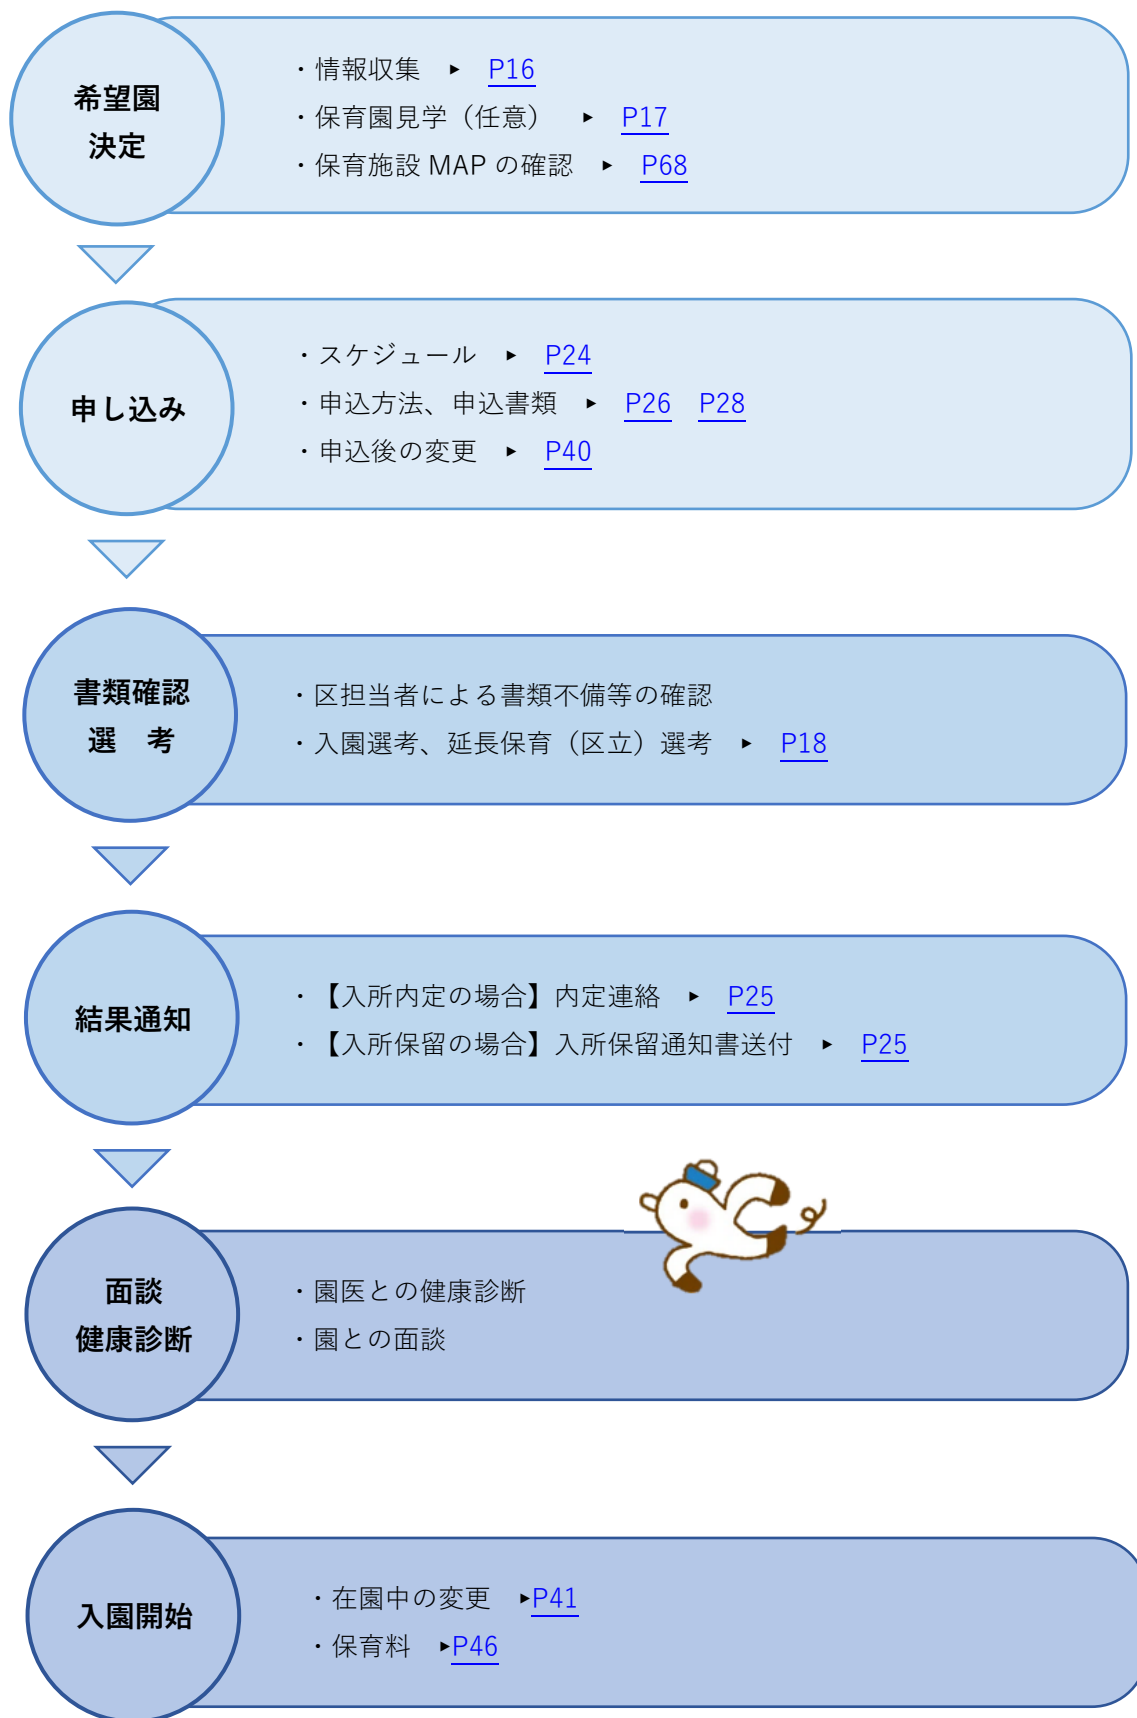 希望園
決定
・情報収集 ▶ P16
・保育園見学（任意） ▶ P17
・保育施設 MAP の確認 ▶ P68
申し込み
・スケジュール ▶ P24
・申込方法、申込書類 ▶ P26 P28
・申込後の変更 ▶ P40
書類確認
選　考
・区担当者による書類不備等の確認
・入園選考、延長保育（区立）選考 ▶ P18
結果通知
・【入所内定の場合】内定連絡 ▶ P25
・【入所保留の場合】入所保留通知書送付 ▶ P25
面談
健康診断
・園医との健康診断
・園との面談
入園開始
・在園中の変更 ▶P41
・保育料 ▶P46